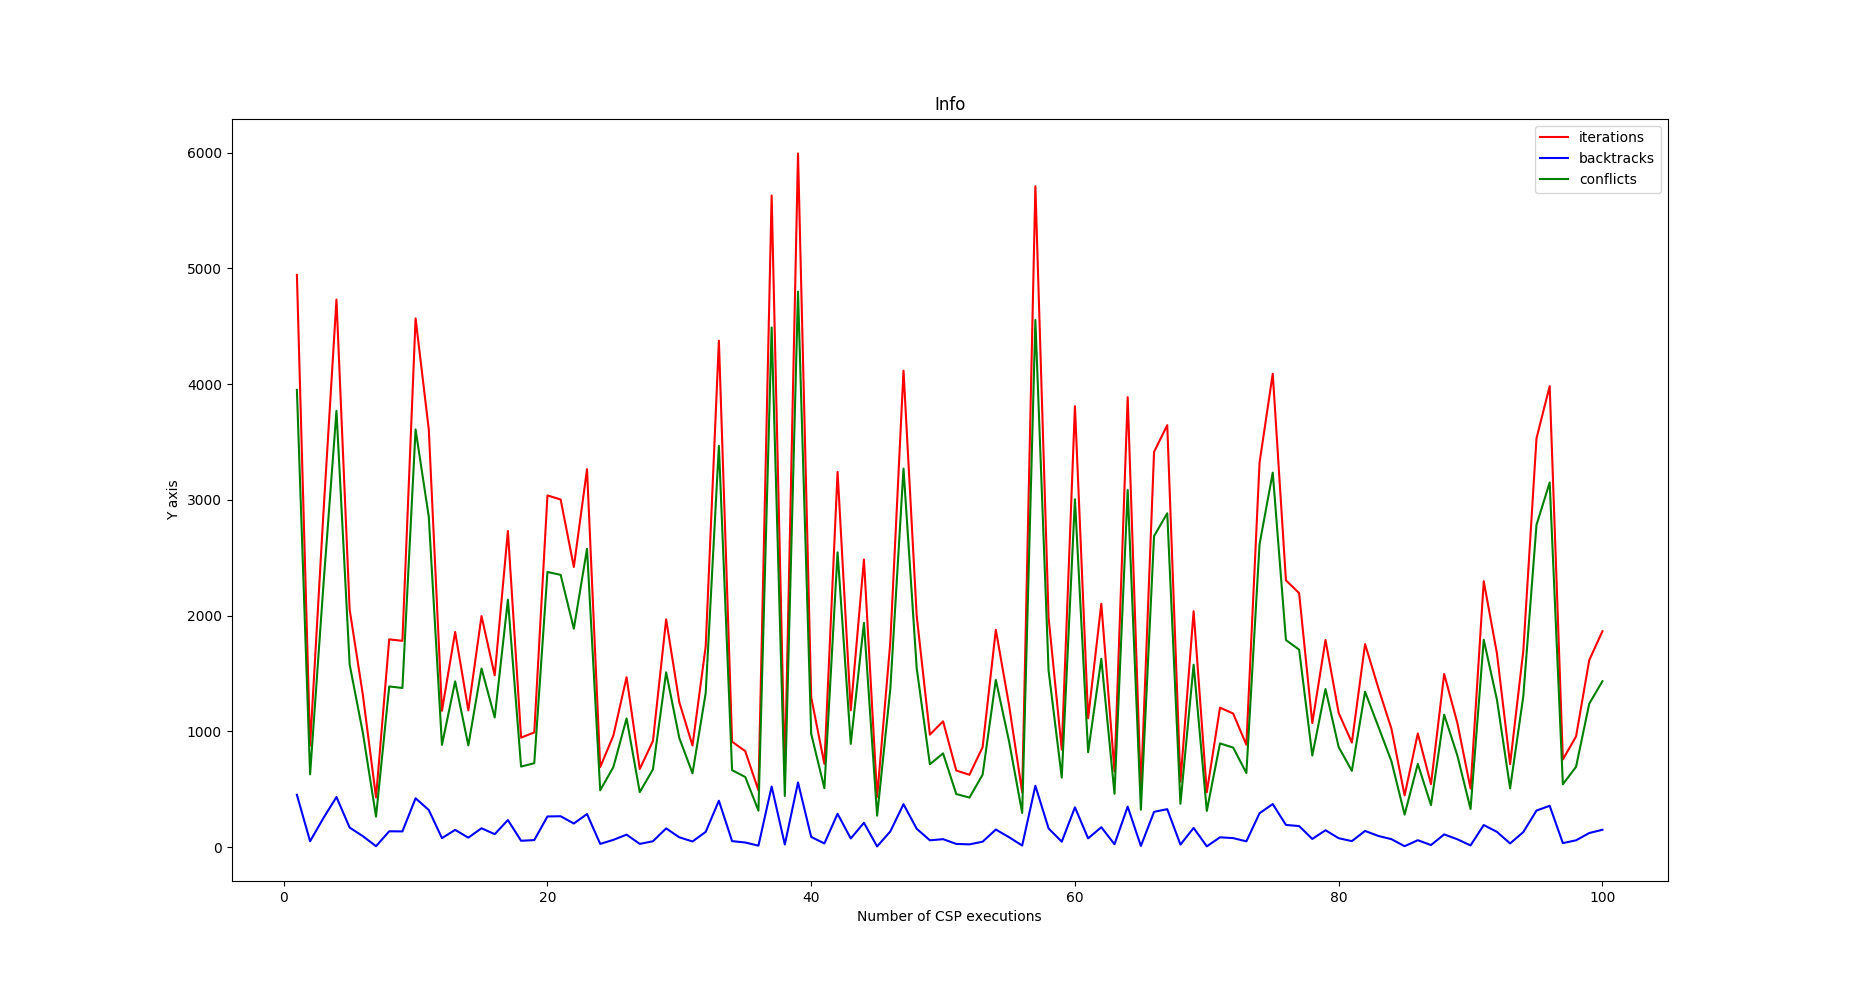 Info
iterations
backtracks
conflicts
6000
5000
4000
3000
2000
1000
0
Y axis
0 20 40 60 80 100
Number of CSP executions